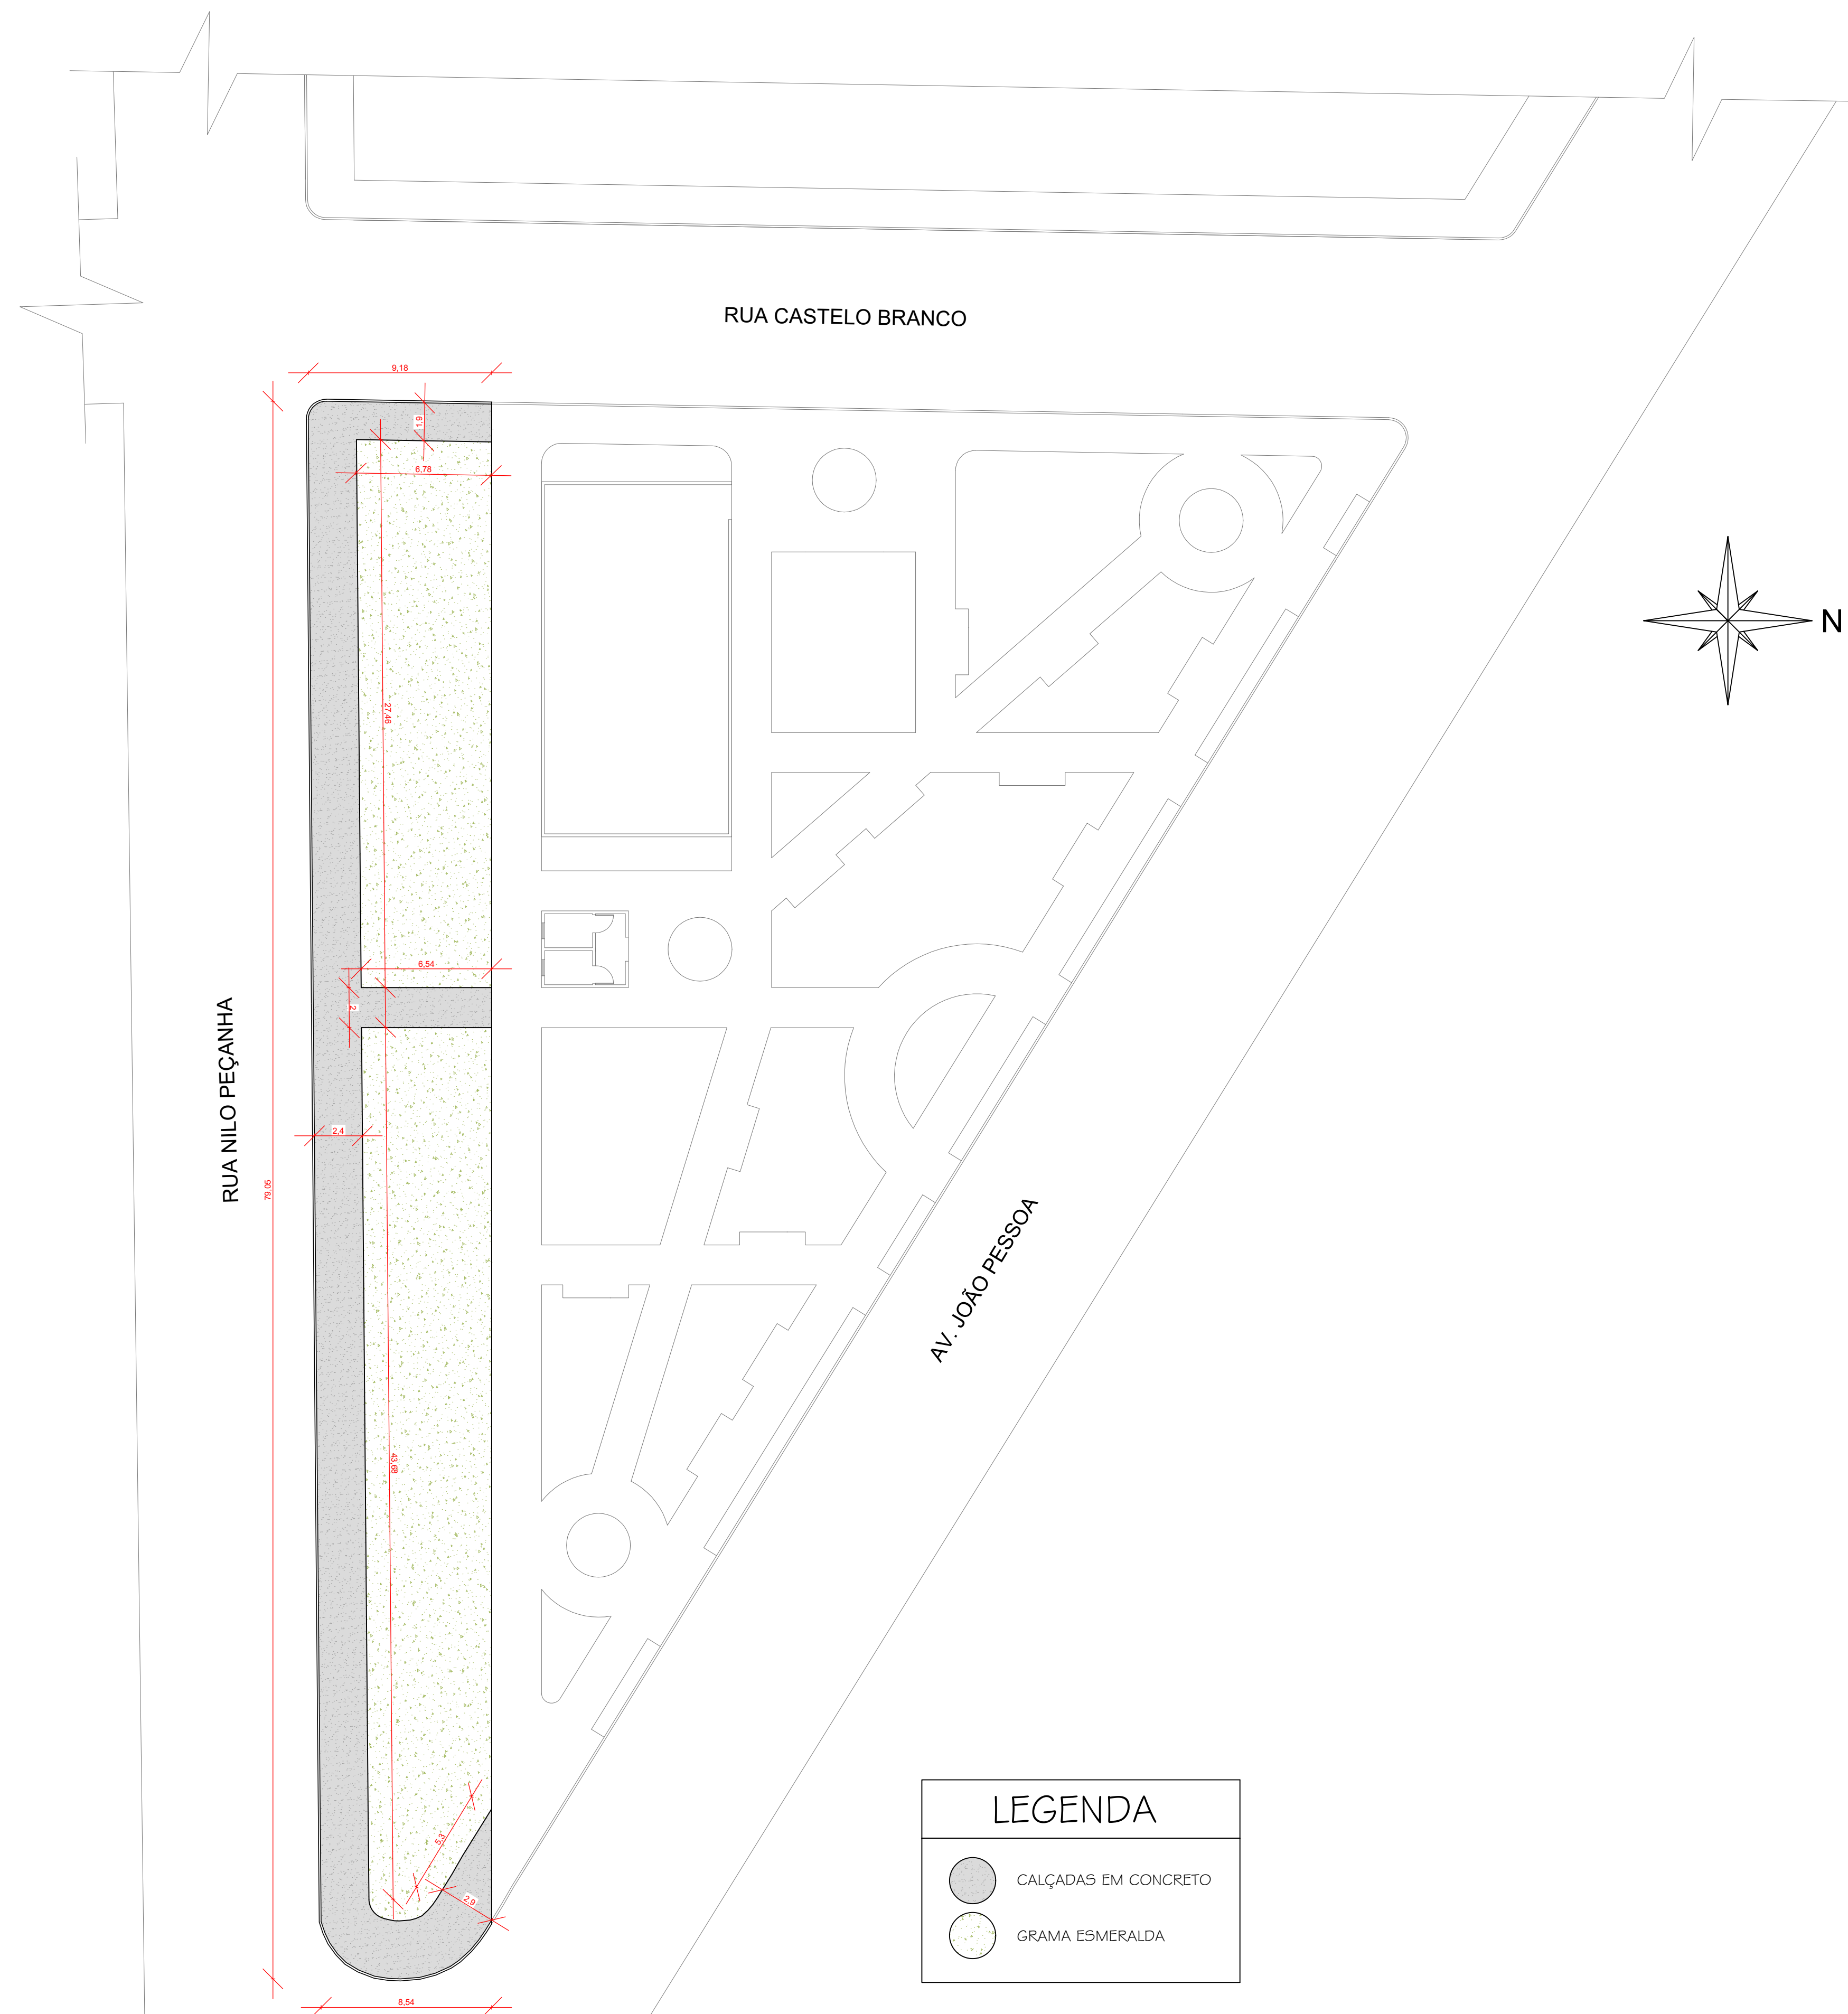 RUA CASTELO BRANCO
9,18
1,9
6,78
N
27,46
6,54
2
RUA NILO PEÇANHA
2,4
79,05
AV. JOÃO PESSOA
43,68
5,3
2,9
8,54
LEGENDA
CALÇADAS EM CONCRETO
GRAMA ESMERALDA